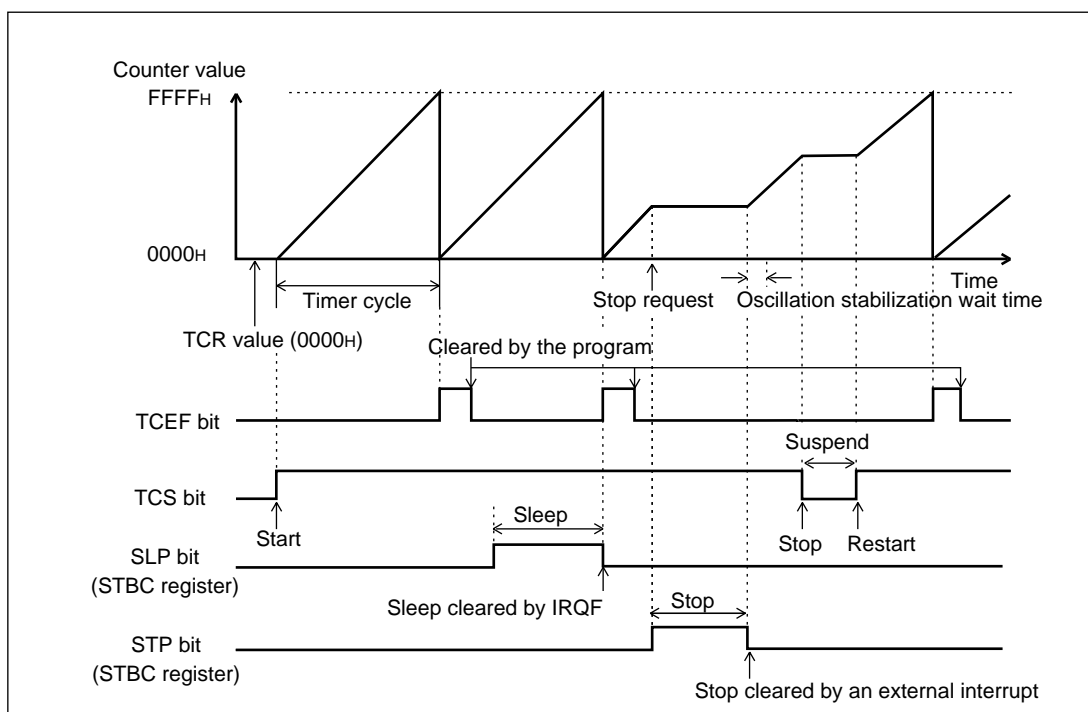 Counter value
FFFFH
0000H
Time
Timer cycle
Stop request
Oscillation stabilization wait time
TCR value (0000H)
Cleared by the program
TCEF bit
Suspend
TCS bit
Start
Sleep
Stop
Restart
SLP bit
(STBC register)
Sleep cleared by IRQF
Stop
STP bit
(STBC register)
Stop cleared by an external interrupt